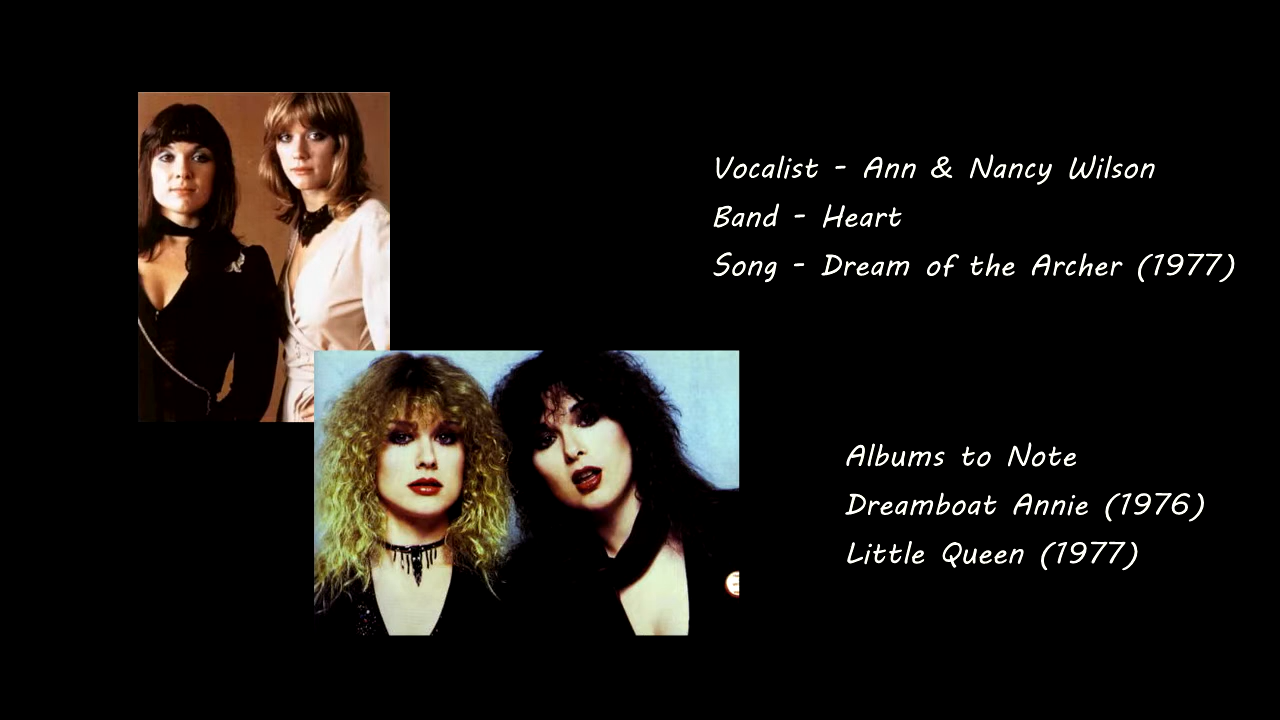 Vocalist - Ann & Nancy Wilson
Band - Heart
Song - Dream of the Archer (1977)
Albums to Note
Dreamboat Annie (1976)
Little Queen (1977)